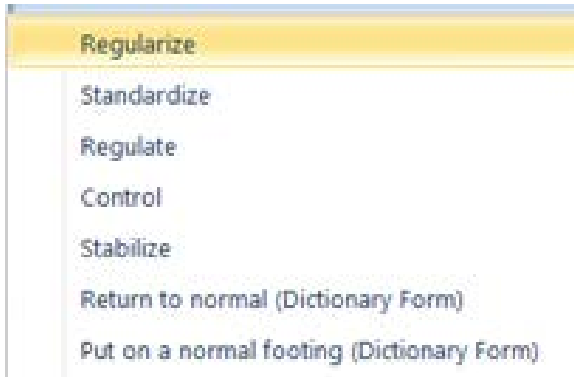 Regularize
Standardize
Regulate
Control
Stabilize
Return to normal (Dictionary Form)
Put on a normal footing (Dictionary Form)